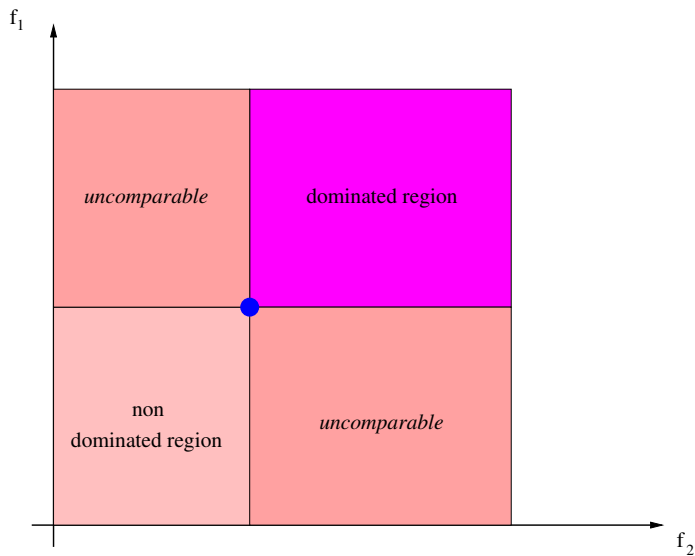 f1
uncomparable
dominated region
non
dominated region
uncomparable
f2